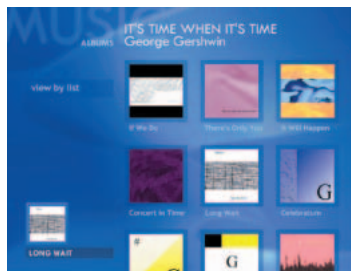 MUSIC
IT'S TIME WHEN IT'S TIME
ALBUMS George Gershwin
view by list
If We Do
There's Only You
It Will Happen
G
Concert in Time
Long Wait
Celebration
LONG WAIT
#
G
G